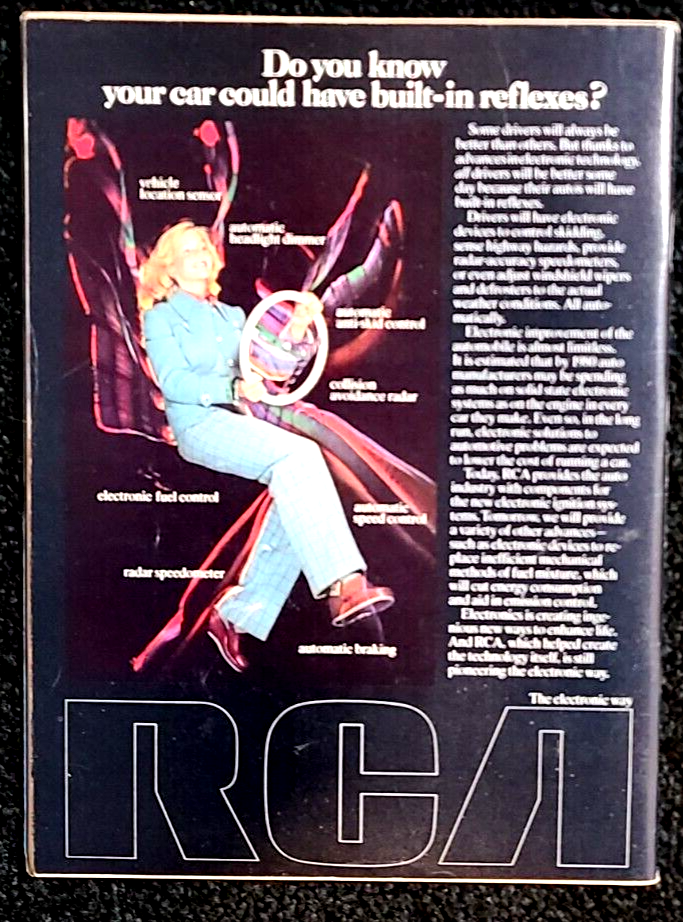 Do you know
your car could have built-in reflexes?
vehicle
location sensor
automatic
headlight dimmer
automatic
anti-skid control
collision
avoidance radar
electronic fuel control
automatic
speed control
radar speedometer
automatic braking
Some drivers will always be
better than others. But thanks to
advances in electronic technology,
all drivers will be better some
day because their autos will have
built-in reflexes.
Drivers will have electronic
devices to control skidding,
sense highway hazards, provide
radar-accuracy speed-meters,
or even adjust windshield wipers
and defrosters to the actual
weather conditions. All auto-
matically.
Electronic improvement of the
automobile is almost limitless.
It is estimated that by 1980 auto
manufacturers may be spending
as much on solid state electronic
systems as on the engine in every
car they make. Even so, in the long
run, electronic solutions to
automotive problems are expected
to lower the cost of running a car.
Today, RCA provides the auto
industry with components for
the new electronic ignition sys-
tems. Tomorrow, we will provide
a variety of other advances—
such as electronic devices to re-
place inefficient mechanical
methods of fuel mixture, which
will cut energy consumption
and aid in emission control.
Electronics is creating inge-
nious new ways to enhance life.
And RCA, which helped create
the technology itself, is still
pioneering the electronic way.
The electronic way
RCA